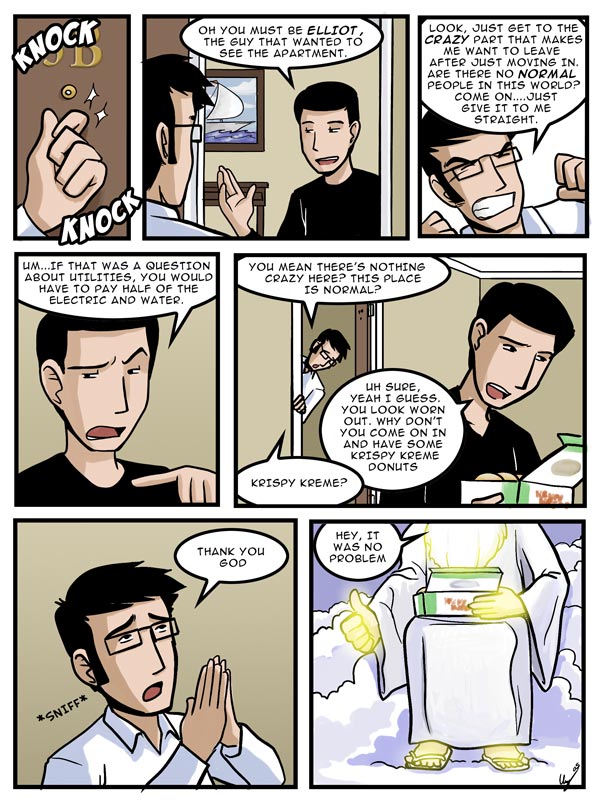 KNOCK
JB
KNOCK
OH YOU MUST BE ELLIOT,
THE GUY THAT WANTED TO
SEE THE APARTMENT.
LOOK, JUST GET TO THE
CRAZY PART THAT MAKES
ME WANT TO LEAVE
AFTER JUST MOVING IN.
ARE THERE NO NORMAL
PEOPLE IN THIS WORLD?
COME ON....JUST
GIVE IT TO ME
STRAIGHT.
UM...IF THAT WAS A QUESTION
ABOUT UTILITIES, YOU WOULD
HAVE TO PAY HALF OF THE
ELECTRIC AND WATER.
YOU MEAN THERE'S NOTHING
CRAZY HERE? THIS PLACE
IS NORMAL?
UH SURE,
YEAH I GUESS.
YOU LOOK WORN
OUT. WHY DON'T
YOU COME ON IN
AND HAVE SOME
KRISPY KREME
DONUTS
KRISPY KREME?
THANK YOU
GOD
*SNIFF*
HEY, IT
WAS NO
PROBLEM